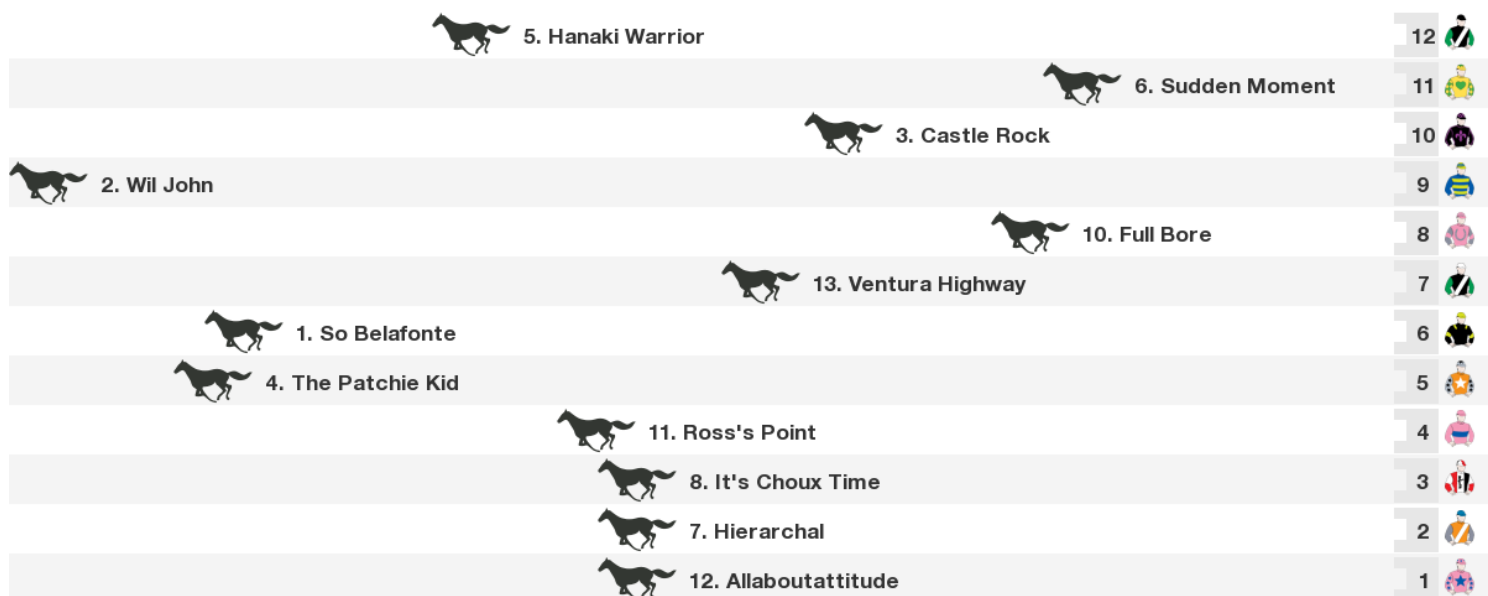 5. Hanaki Warrior 12
6. Sudden Moment 11
3. Castle Rock 10
2. Wil John 9
10. Full Bore 8
13. Ventura Highway 7
1. So Belafonte 6
4. The Patchie Kid 5
11. Ross's Point 4
8. It's Choux Time 3
7. Hierarchal 2
12. Allaboutattitude 1